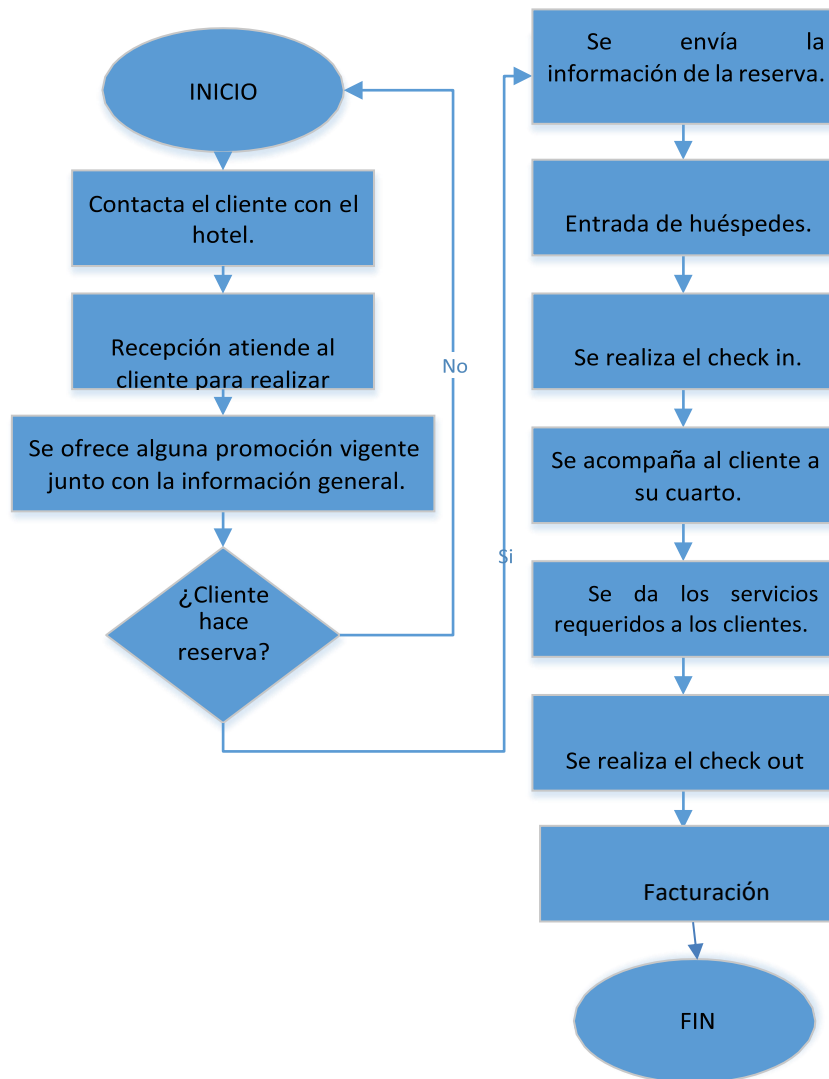 INICIO
Contacta el cliente con el
hotel.
Recepción atiende al
cliente para realizar
Se ofrece alguna promoción vigente
junto con la información general.
¿Cliente
hace
reserva?
No
Si
Se envía la
información de la reserva.
Entrada de huéspedes.
Se realiza el check in.
Se acompaña al cliente a
su cuarto.
Se da los servicios
requeridos a los clientes.
Se realiza el check out
Facturación
FIN